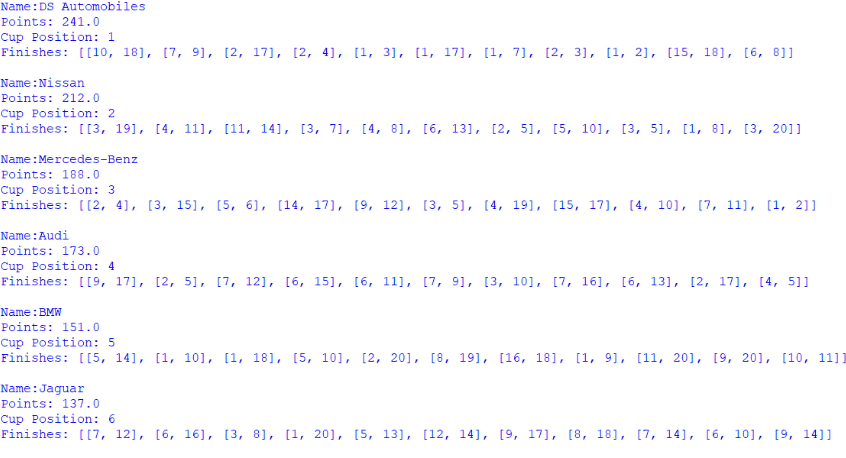 Name:DS Automobiles
Points: 241.0
Cup Position: 1
Finishes: [[10, 18], [7, 9], [2, 17], [2, 4], [1, 3], [1, 17], [1, 7], [2, 3], [1, 2], [15, 18], [6, 8]]
Name:Nissan
Points: 212.0
Cup Position: 2
Finishes: [[3, 19], [4, 11], [11, 14], [3, 7], [4, 8], [6, 13], [2, 5], [5, 10], [3, 5], [1, 8], [3, 20]]
Name:Mercedes-Benz
Points: 188.0
Cup Position: 3
Finishes: [[2, 4], [3, 15], [5, 6], [14, 17], [9, 12], [3, 5], [4, 19], [15, 17], [4, 10], [7, 11], [1, 2]]
Name:Audi
Points: 173.0
Cup Position: 4
Finishes: [[9, 17], [2, 5], [7, 12], [6, 15], [6, 11], [7, 9], [3, 10], [7, 16], [6, 13], [2, 17], [4, 5]]
Name:BMW
Points: 151.0
Cup Position: 5
Finishes: [[5, 14], [1, 10], [1, 18], [5, 10], [2, 20], [8, 19], [16, 18], [1, 9], [11, 20], [9, 20], [10, 11]]
Name:Jaguar
Points: 137.0
Cup Position: 6
Finishes: [[7, 12], [6, 16], [3, 8], [1, 20], [5, 13], [12, 14], [9, 17], [8, 18], [7, 14], [6, 10], [9, 14]]